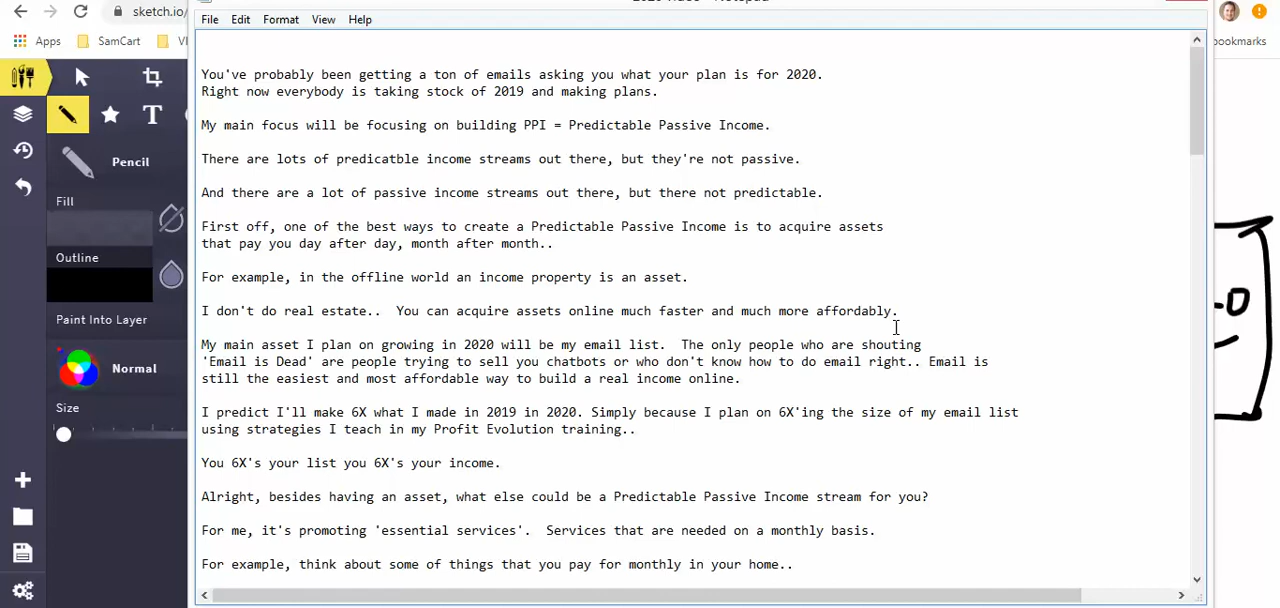 sketch.io/
Apps
SamCart
bookmarks
File Edit Format View Help
Pencil
Fill
Outline
Paint Into Layer
Normal
Size
You've probably been getting a ton of emails asking you what your plan is for 2020.
Right now everybody is taking stock of 2019 and making plans.
My main focus will be focusing on building PPI = Predictable Passive Income.
There are lots of predicatble income streams out there, but they're not passive.
And there are a lot of passive income streams out there, but there not predictable.
First off, one of the best ways to create a Predictable Passive Income is to acquire assets
that pay you day after day, month after month..
For example, in the offline world an income property is an asset.
I don't do real estate..  You can acquire assets online much faster and much more affordably.
My main asset I plan on growing in 2020 will be my email list.  The only people who are shouting
'Email is Dead' are people trying to sell you chatbots or who don't know how to do email right.. Email is
still the easiest and most affordable way to build a real income online.
I predict I'll make 6X what I made in 2019 in 2020. Simply because I plan on 6X'ing the size of my email list
using strategies I teach in my Profit Evolution training..
You 6X's your list you 6X's your income.
Alright, besides having an asset, what else could be a Predictable Passive Income stream for you?
For me, it's promoting 'essential services'.  Services that are needed on a monthly basis.
For example, think about some of things that you pay for monthly in your home..